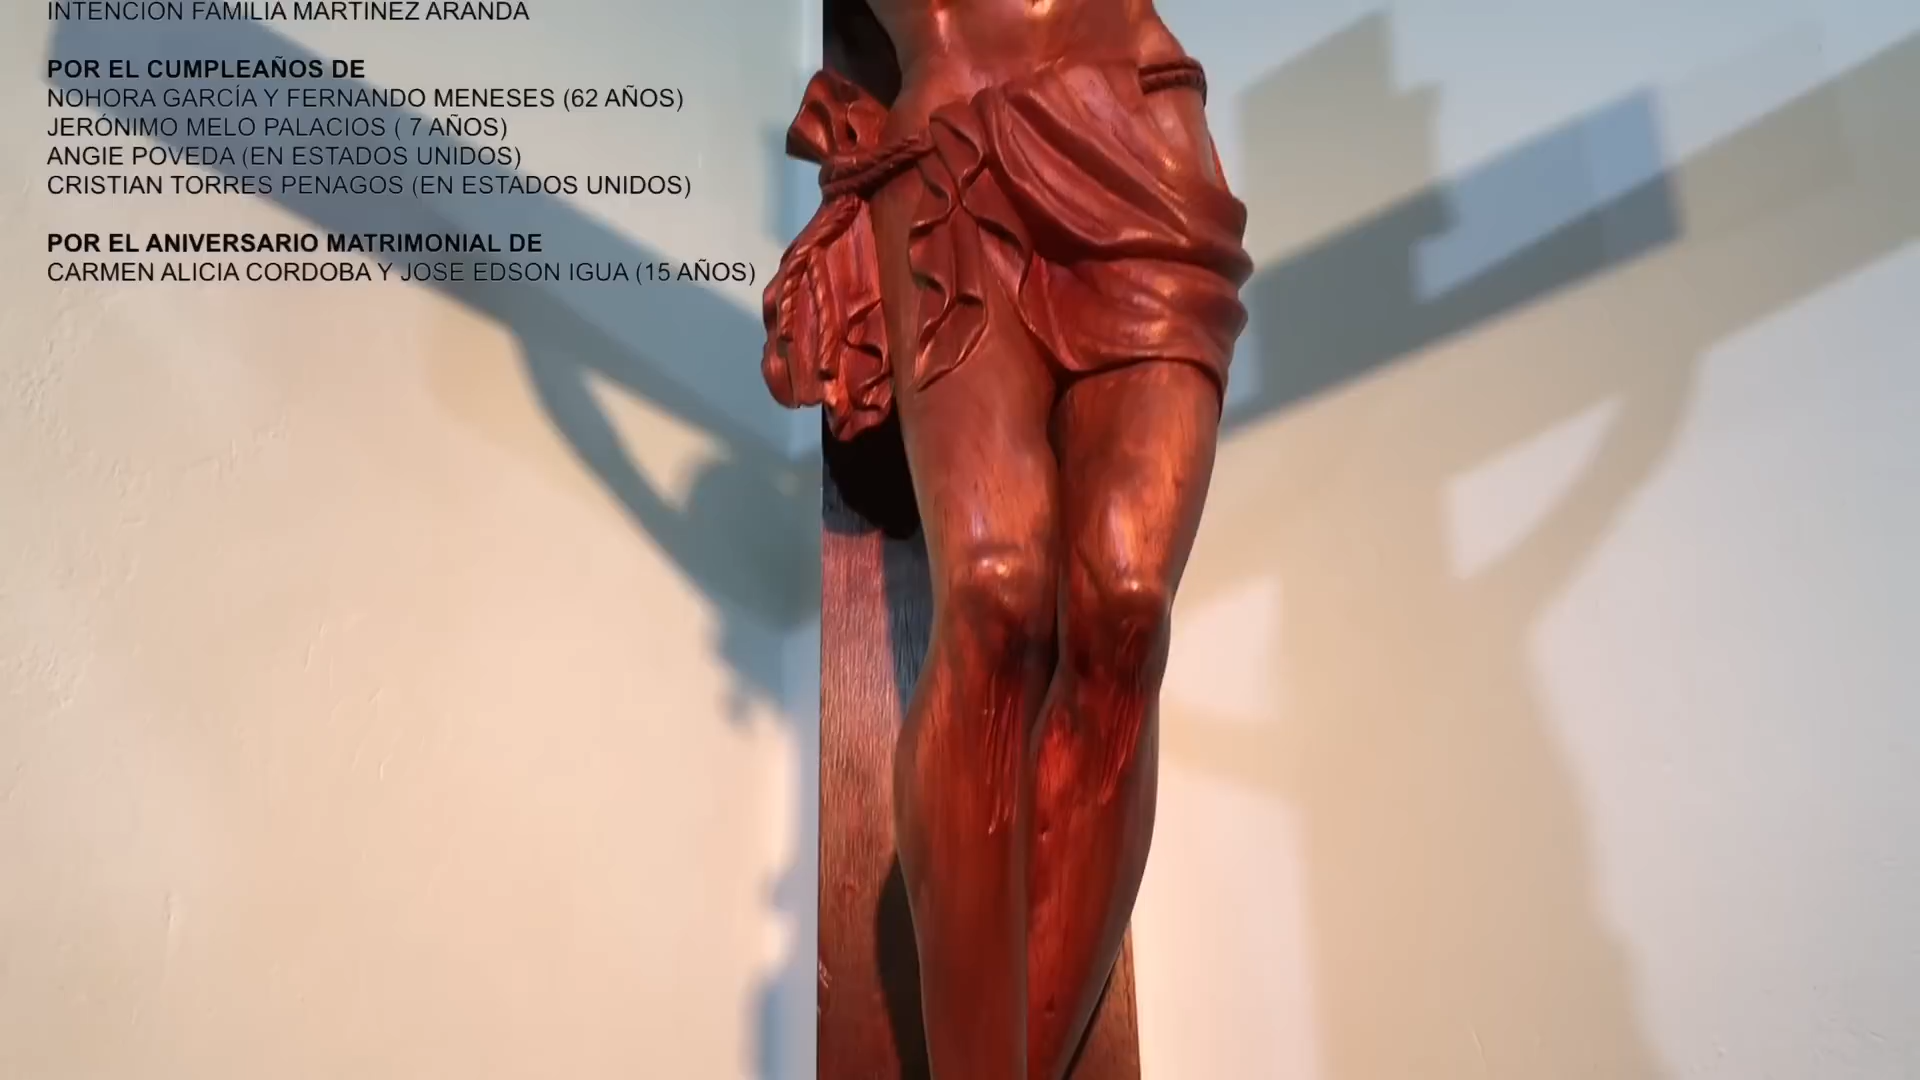 INTENCIÓN FAMILIA MARTÍNEZ ARANDA
POR EL CUMPLEAÑOS DE
NOHORA GARCÍA Y FERNANDO MENESES (62 AÑOS)
JERÓNIMO MELO PALACIOS ( 7 AÑOS)
ANGIE POVEDA (EN ESTADOS UNIDOS)
CRISTIAN TORRES PENAGOS (EN ESTADOS UNIDOS)
POR EL ANIVERSARIO MATRIMONIAL DE
CARMEN ALICIA CORDOBA Y JOSE EDSON IGUA (15 AÑOS)